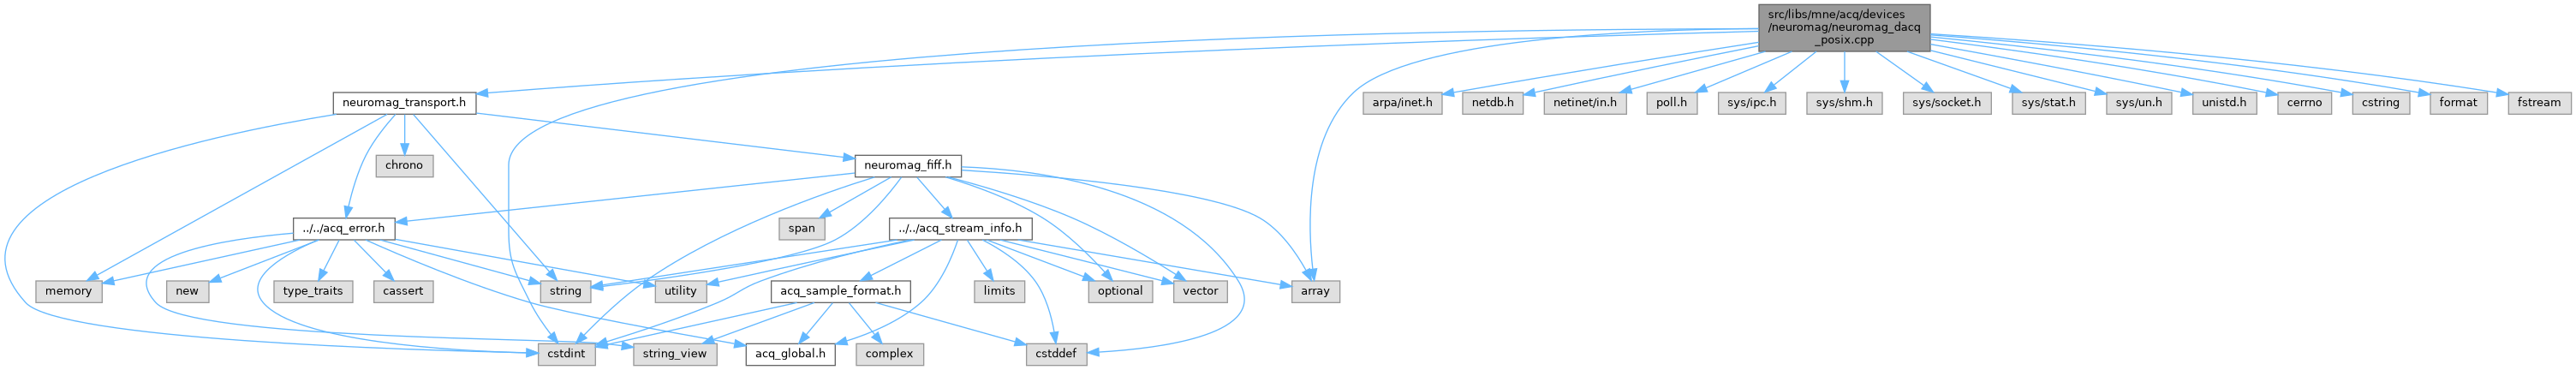 src/libs/mne/acq/devices
/neuromag/neuromag_dacq
_posix.cpp
neuromag_transport.h
arpa/inet.h
netdb.h
netinet/in.h
poll.h
sys/ipc.h
sys/shm.h
sys/socket.h
sys/stat.h
sys/un.h
unistd.h
cerrno
cstring
format
fstream
chrono
neuromag_fiff.h
../../acq_error.h
span
../../acq_stream_info.h
memory
new
type_traits
cassert
string
utility
acq_sample_format.h
limits
optional
vector
array
cstdint
string_view
acq_global.h
complex
cstddef